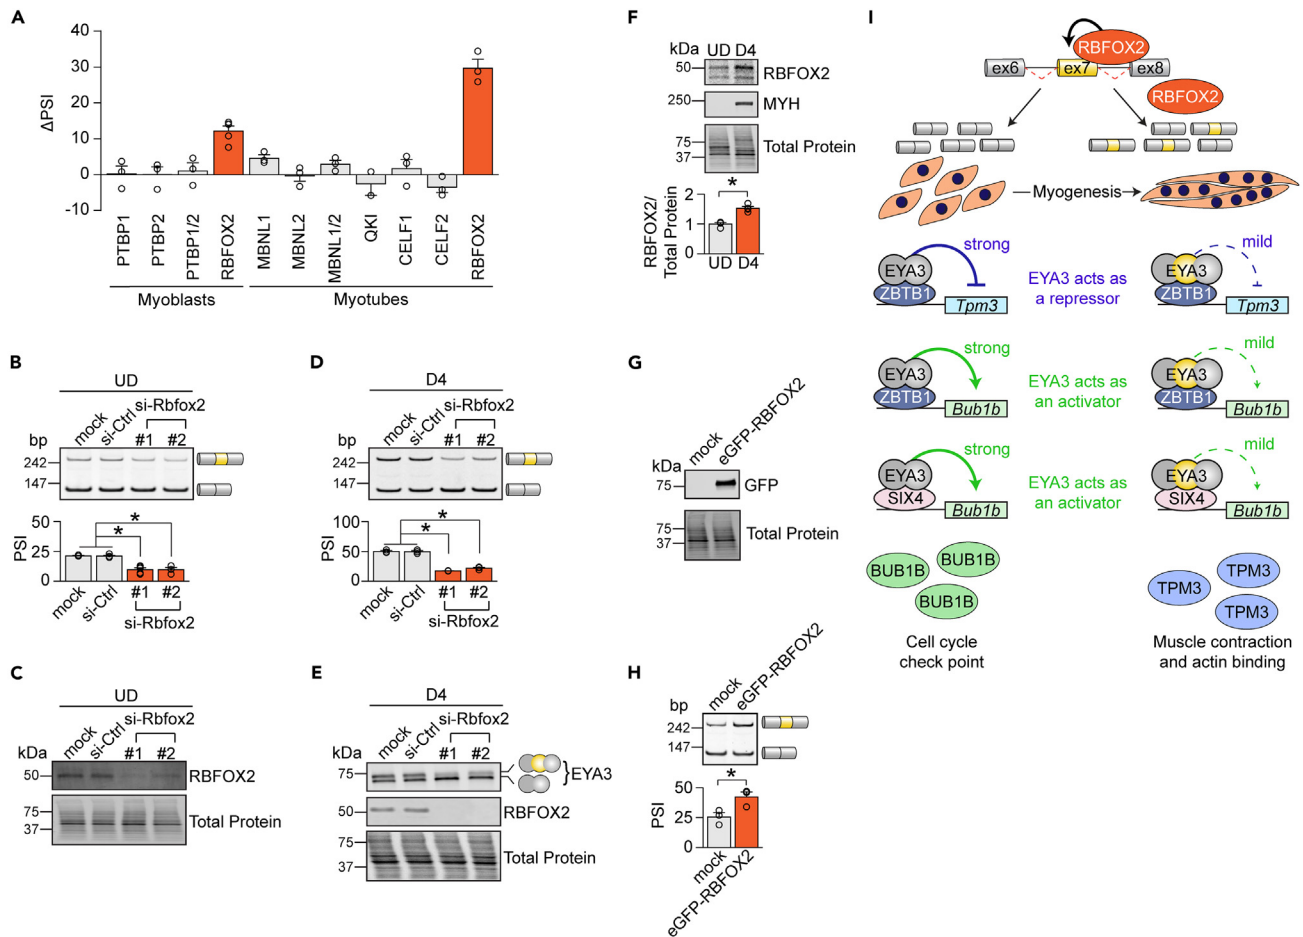 A
ΔPSI
40
30
20
10
0
-10
PTBP1
PTBP2
PTBP1/2
RBFOX2
MBNL1
MBNL2
MBNL1/2
QKI
CELF1
CELF2
RBFOX2
Myoblasts
Myotubes
B
UD
si-Rbfox2
mock
si-Ctrl
#1
#2
bp
242
147
PSI
50
25
0
*
*
mock
si-Ctrl
#1
#2
si-Rbfox2
C
UD
si-Rbfox2
mock
si-Ctrl
#1
#2
kDa
50
RBFOX2
75
37
Total Protein
D
D4
si-Rbfox2
mock
si-Ctrl
#1
#2
bp
242
147
PSI
100
50
0
*
*
mock
si-Ctrl
#1
#2
si-Rbfox2
E
D4
si-Rbfox2
mock
si-Ctrl
#1
#2
kDa
75
EYA3
50
RBFOX2
75
37
Total Protein
F
kDa
UD D4
50
RBFOX2
250
MYH
75
37
Total Protein
RBFOX2/
Total Protein
2
1
0
*
UD D4
G
mock
eGFP-RBFOX2
kDa
75
GFP
75
37
Total Protein
H
mock
eGFP-RBFOX2
bp
242
147
PSI
50
25
0
*
mock
eGFP-RBFOX2
I
RBFOX2
ex6
ex7
ex8
RBFOX2
Myogenesis
strong
EYA3
ZBTB1
Tpm3
EYA3 acts as
a repressor
mild
EYA3
ZBTB1
Tpm3
strong
EYA3
ZBTB1
Bub1b
EYA3 acts as
an activator
mild
EYA3
ZBTB1
Bub1b
strong
EYA3
SIX4
Bub1b
EYA3 acts as
an activator
mild
EYA3
SIX4
Bub1b
BUB1B
BUB1B
BUB1B
Cell cycle
check point
TPM3
TPM3
TPM3
Muscle contraction
and actin binding